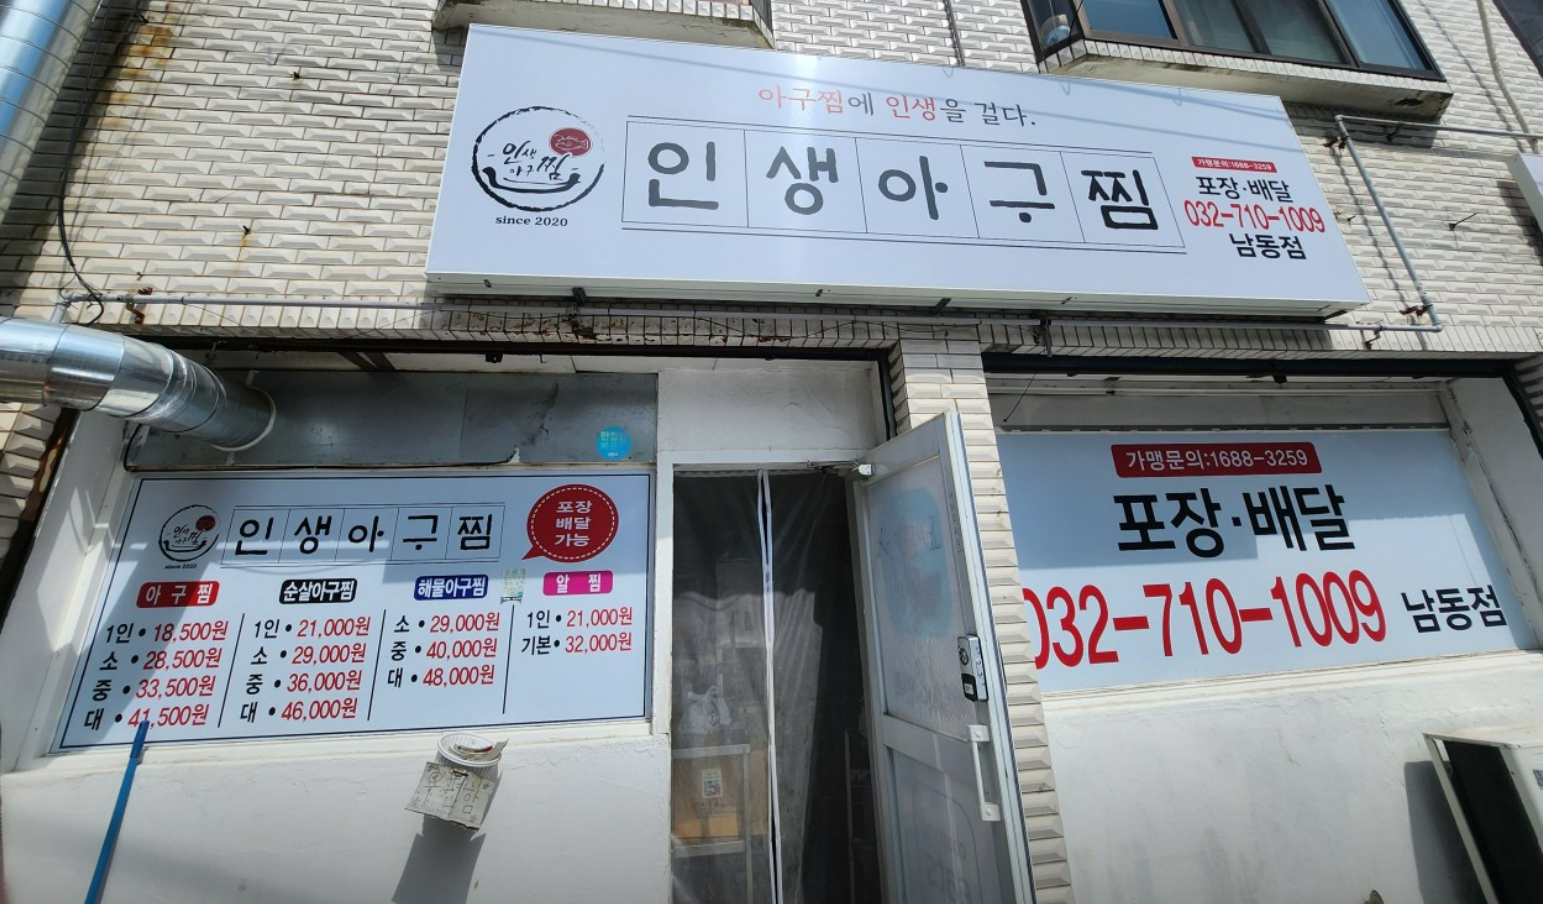 아구찜에 인생을 걸다.
인생
아구찜
since 2020
인생아구찜
가맹문의:1688-3259
포장·배달
032-710-1009
남동점
인생
아구찜
since 2020
인생아구찜
포장
배달
가능
아구찜
1인 • 18,500원
소 • 28,500원
중 • 33,500원
대 • 41,500원
순살아구찜
1인 • 21,000원
소 • 29,000원
중 • 36,000원
대 • 46,000원
해물아구찜
소 • 29,000원
중 • 40,000원
대 • 48,000원
알찜
1인 • 21,000원
기본 • 32,000원
가맹문의:1688-3259
포장·배달
032-710-1009 남동점